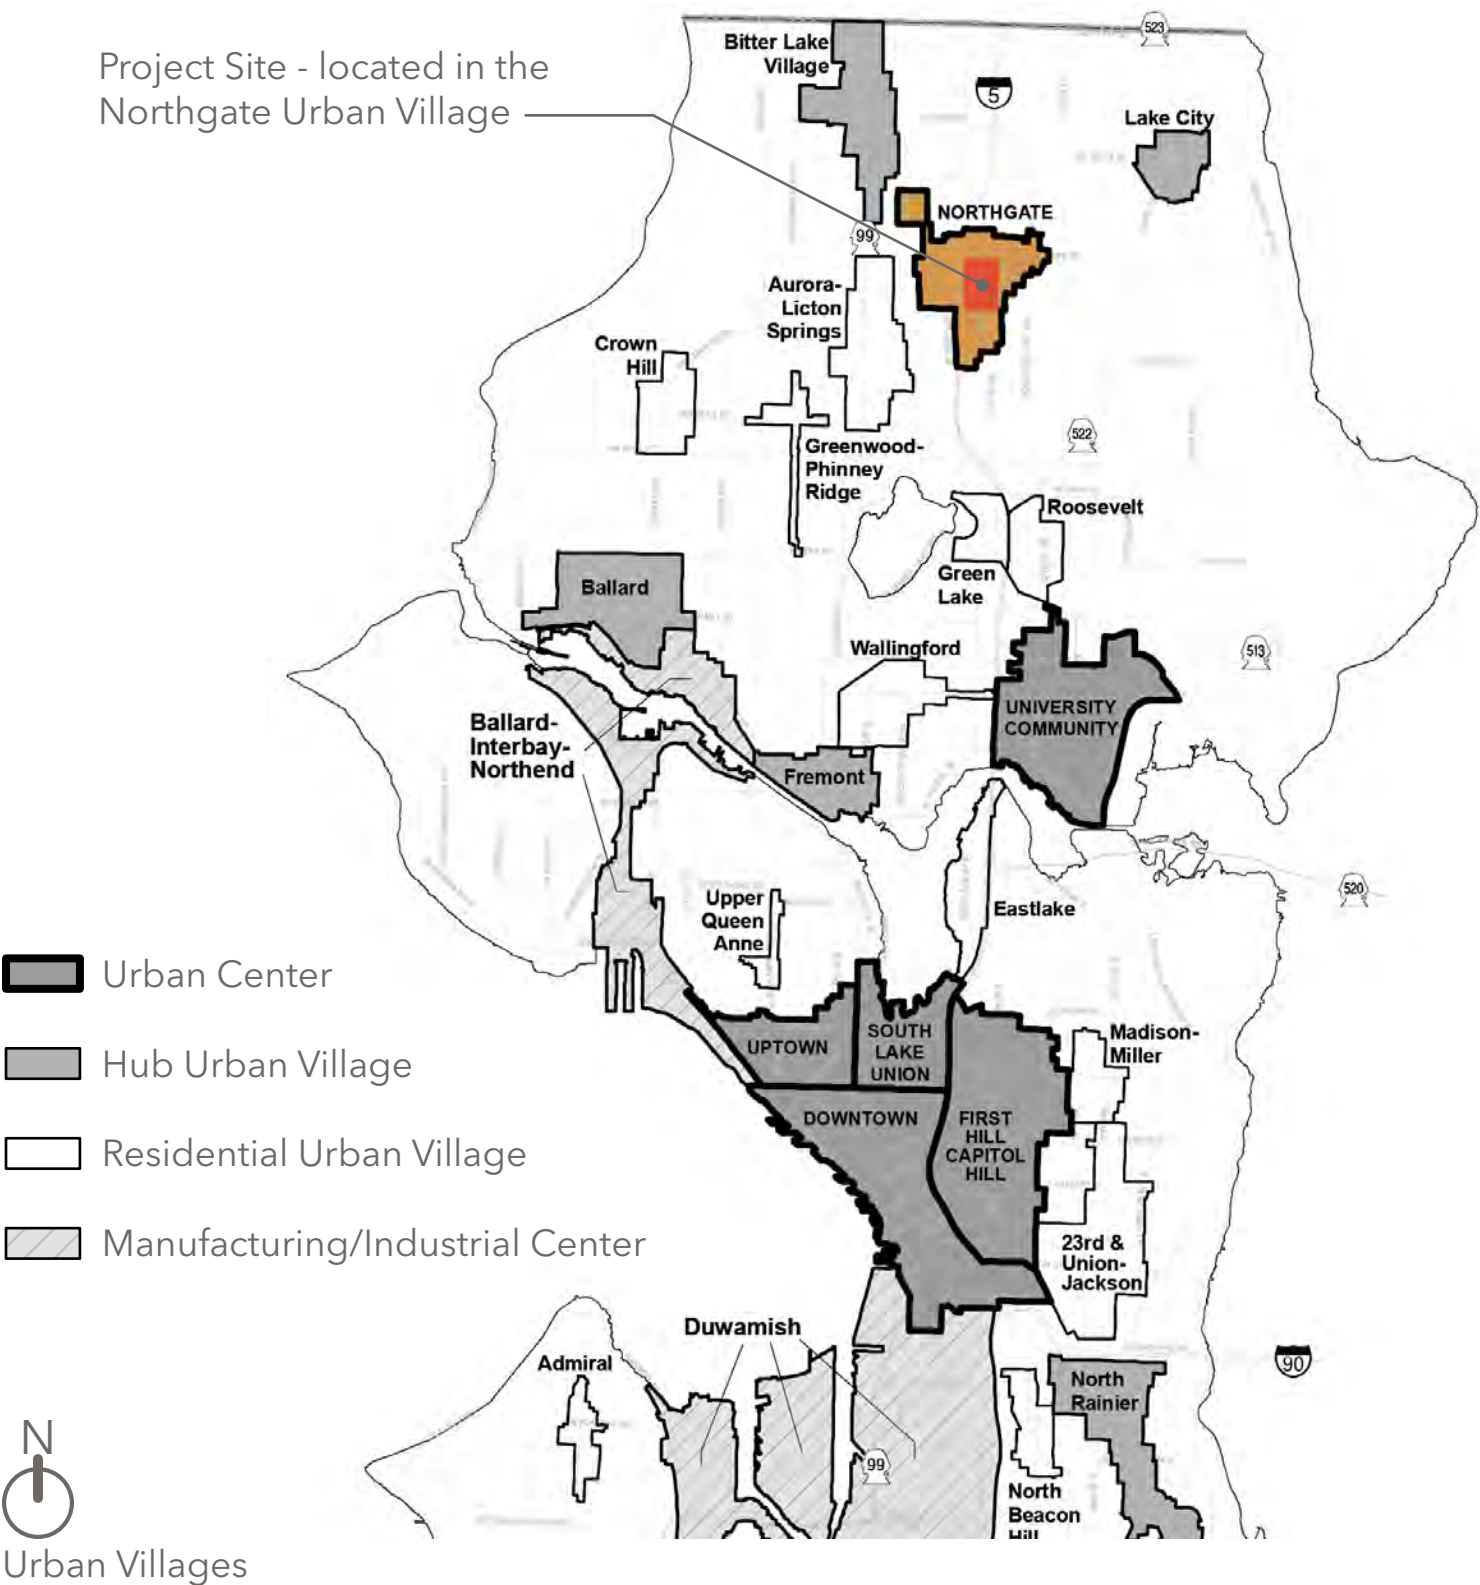 Project Site - located in the
Northgate Urban Village
Bitter Lake
Village
523
5
Lake City
NORTHGATE
99
Aurora-
Licton
Springs
Crown
Hill
522
Greenwood-
Phinney
Ridge
Roosevelt
Green
Lake
Ballard
Wallingford
513
UNIVERSITY
COMMUNITY
Ballard-
Interbay-
Northend
Fremont
520
Upper
Queen
Anne
Eastlake
Urban Center
Hub Urban Village
Residential Urban Village
Manufacturing/Industrial Center
UPTOWN
SOUTH
LAKE
UNION
Madison-
Miller
DOWNTOWN
FIRST
HILL
CAPITOL
HILL
23rd &
Union-
Jackson
Duwamish
Admiral
90
North
Rainier
99
North
Beacon
Hill
N
Urban Villages